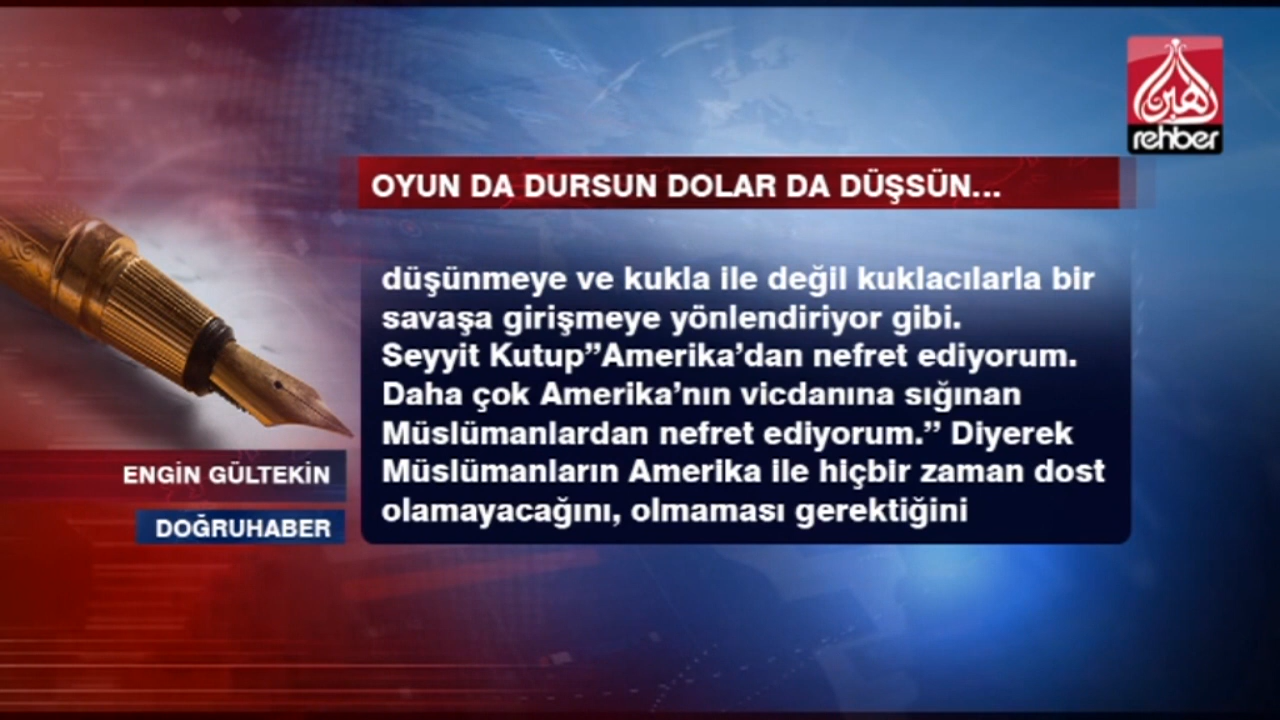 رهبر
rehber
OYUN DA DURSUN DOLAR DA DÜŞSÜN...
düşünmeye ve kukla ile değil kuklacılarla bir
savaşa girişmeye yönlendiriyor gibi.
Seyyit Kutup”Amerika’dan nefret ediyorum.
Daha çok Amerika’nın vicdanına sığınan
Müslümanlardan nefret ediyorum.” Diyerek
Müslümanların Amerika ile hiçbir zaman dost
olamayacağını, olmaması gerektiğini
ENGİN GÜLTEKİN
DOĞRUHABER